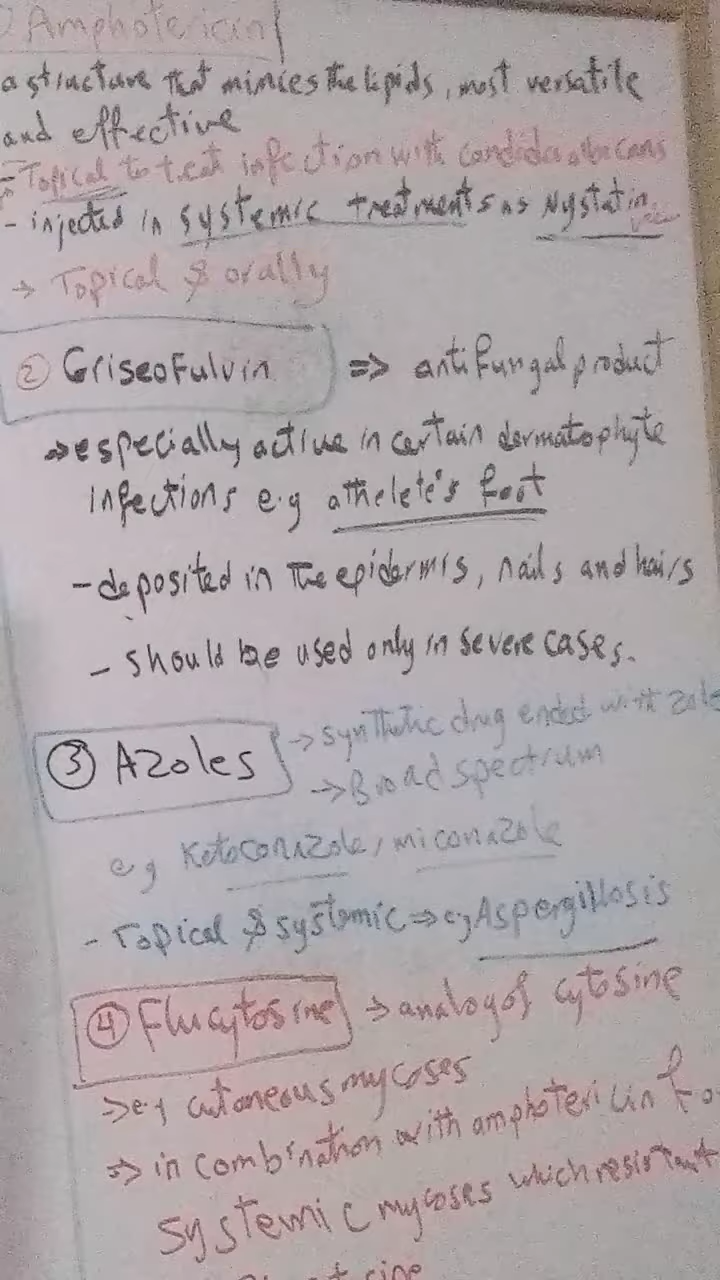 Amphotericin
a structure that mimics the lipids, most versatile
and effective
- Topical to treat infection with candida albicans
- injected in systemic treatments as Nystatin
→ Topical & orally
② Griseofulvin => antifungal product
→ especially active in certain dermatophyte
infections e.g athelete's foot
- deposited in the epidermis, nails and hairs
- should be used only in severe cases.
③ Azoles → synthetic drug ended with zole
→ Broad spectrum
eg Ketoconazole, miconazole
- Topical & systemic => eg Aspergillosis
④ Flucytosine → analog of cytosine
→ e.g cutaneous mycoses
=> in combination with amphotericin fo
systemic mycoses which resistant